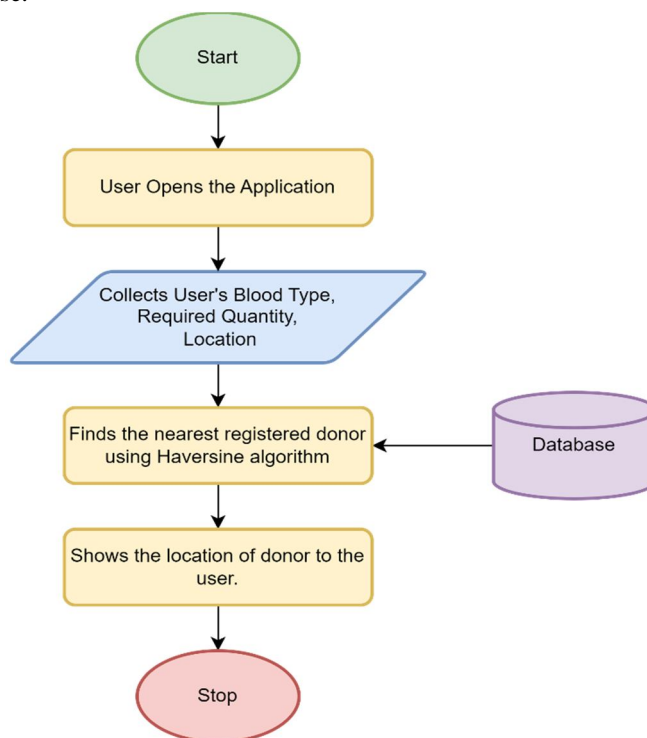 Start
User Opens the Application
Collects User's Blood Type,
Required Quantity,
Location
Finds the nearest registered donor
using Haversine algorithm
Database
Shows the location of donor to the
user.
Stop